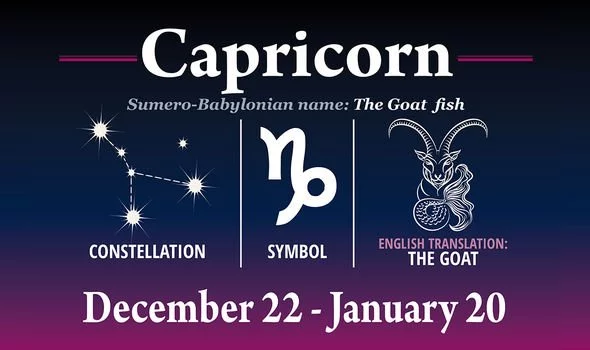 Capricorn
Sumero-Babylonian name: The Goat fish
CONSTELLATION
SYMBOL
ENGLISH TRANSLATION:
THE GOAT
December 22 - January 20